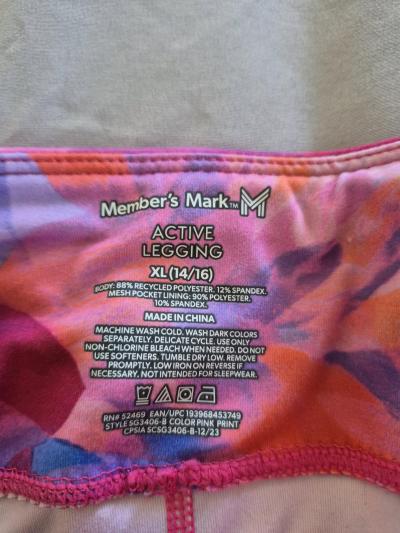 Member's Mark™ M
ACTIVE
LEGGING
XL(14/16)
BODY: 88% RECYCLED POLYESTER. 12% SPANDEX.
MESH POCKET LINING: 90% POLYESTER.
10% SPANDEX.
MADE IN CHINA
MACHINE WASH COLD. WASH DARK COLORS
SEPARATELY. DELICATE CYCLE. USE ONLY
NON-CHLORINE BLEACH WHEN NEEDED. DO NOT
USE SOFTENERS. TUMBLE DRY LOW. REMOVE
PROMPTLY. LOW IRON ON REVERSE IF
NECESSARY. NOT INTENDED FOR SLEEPWEAR.
RN# 52469 EAN/UPC 193968453749
STYLE SG3406-B COLOR PINK PRINT
CPSIA SCSG3406-B-12/23